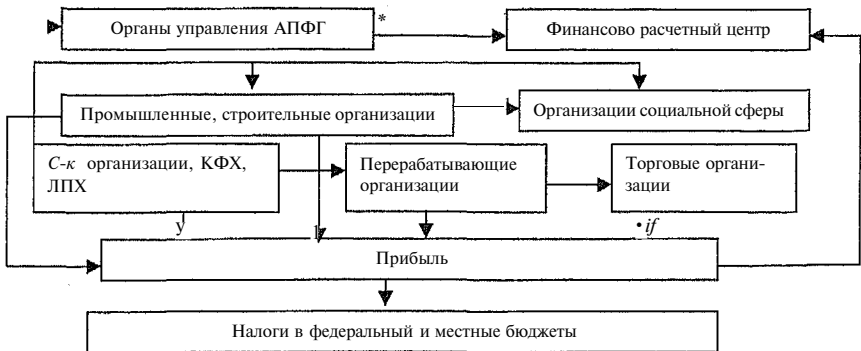 Органы управления АПФГ
*
Финансово расчетный центр
Промышленные, строительные организации
Организации социальной сферы
С-к организации, КФХ,
ЛПХ
Перерабатывающие
организации
Торговые органи-
зации
у
•if
Прибыль
Налоги в федеральный и местные бюджеты